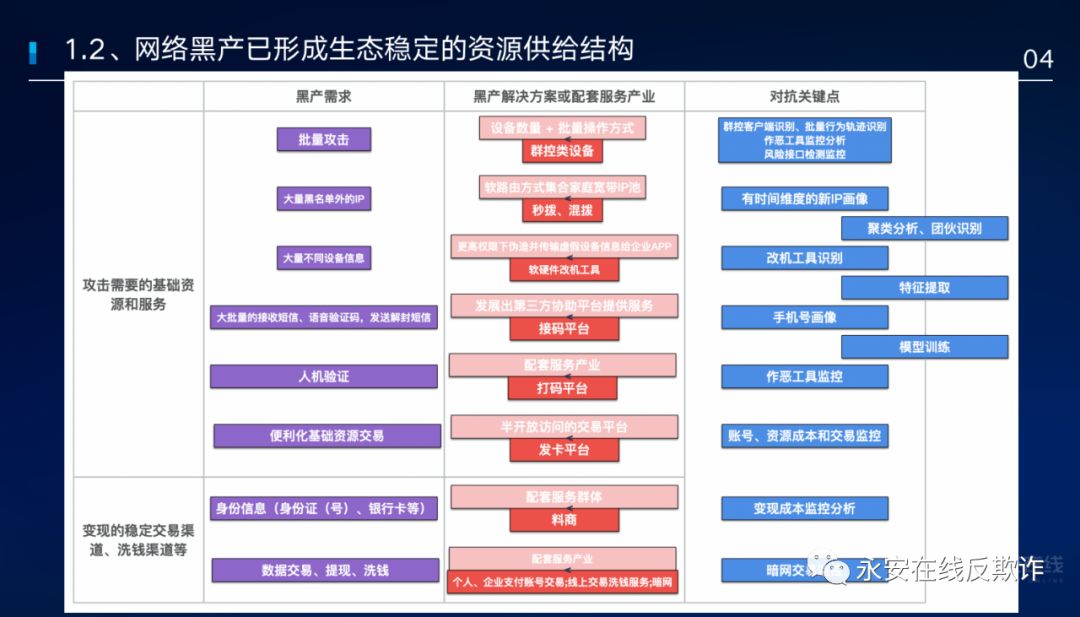 1.2、网络黑产已形成生态稳定的资源供给结构
04
黑产需求
黑产解决方案或配套服务产业
对抗关键点
攻击需要的基础资
源和服务
批量攻击
设备数量 + 批量操作方式
群控类设备
群控客户端识别、批量行为轨迹识别
作恶工具监控分析
风险接口检测监控
大量黑名单外的IP
软路由方式集合家庭宽带IP池
秒拨、混拨
有时间维度的新IP画像
聚类分析、团伙识别
大量不同设备信息
更高权限下伪造并传输虚假设备信息给企业APP
软硬件改机工具
改机工具识别
特征提取
大批量的接收短信、语音验证码，发送解封短信
发展出第三方协助平台提供服务
接码平台
手机号画像
模型训练
人机验证
配套服务产业
打码平台
作恶工具监控
便利化基础资源交易
半开放访问的交易平台
发卡平台
账号、资源成本和交易监控
变现的稳定交易渠
道、洗钱渠道等
身份信息（身份证（号）、银行卡等）
配套服务群体
料商
变现成本监控分析
数据交易、提现、洗钱
配套服务产业
个人、企业支付账号交易;线上交易洗钱服务;暗网
暗网交易
永安在线反欺诈